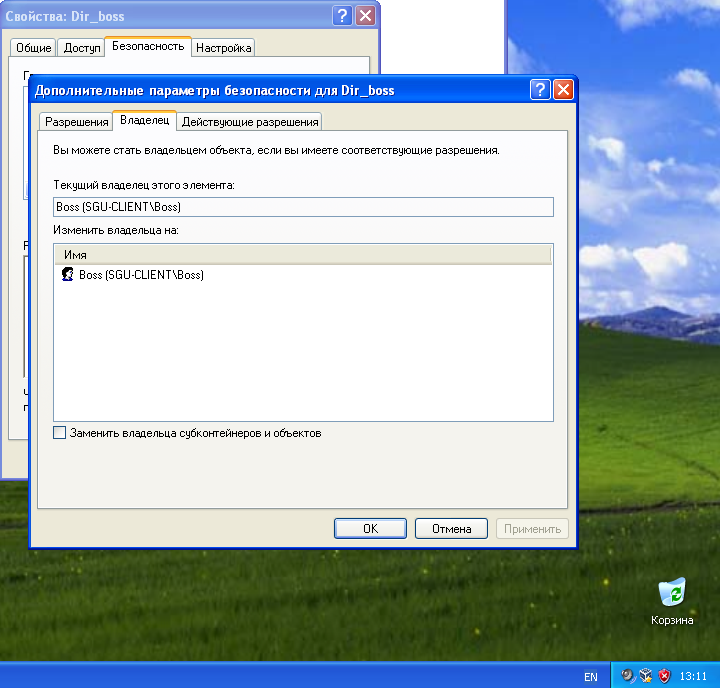 Свойства: Dir_boss
Общие
Доступ
Безопасность
Настройка
Дополнительные параметры безопасности для Dir_boss
Разрешения
Владелец
Действующие разрешения
Вы можете стать владельцем объекта, если вы имеете соответствующие разрешения.
Текущий владелец этого элемента:
Boss (SGU-CLIENT\Boss)
Изменить владельца на:
Имя
Boss (SGU-CLIENT\Boss)
Заменить владельца субконтейнеров и объектов
OK
Отмена
Применить
Корзина
EN
13:11